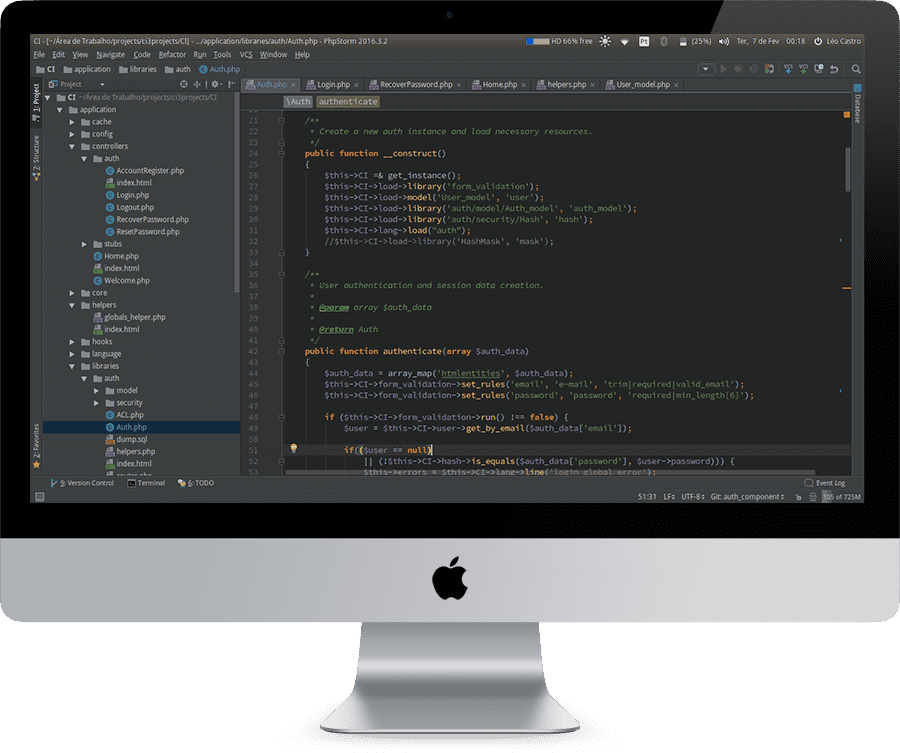 CI - [~/Área de Trabalho/projects/ci3projects/CI] - .../application/libraries/auth/Auth.php - PhpStorm 2016.3.2
HD 66% free Pt (25%) Ter, 7 de Fev 00:18 Léo Castro
File Edit View Navigate Code Refactor Run Tools VCS Window Help
CI application libraries auth Auth.php
VCS VCS
Project
Auth.php Login.php RecoverPassword.php Home.php helpers.php User_model.php
1: Project
2: Structure
2: Favorites
Database
CI ~/Área de Trabalho/projects/ci3projects/CI
application
cache
config
controllers
auth
AccountRegister.php
index.html
Login.php
Logout.php
RecoverPassword.php
ResetPassword.php
stubs
Home.php
index.html
Welcome.php
core
helpers
globals_helper.php
index.html
hooks
language
libraries
auth
model
security
ACL.php
Auth.php
dump.sql
helpers.php
index.html
\Auth authenticate
21 /**
22 * Create a new auth instance and load necessary resources.
23 */
24 public function __construct()
25 {
26 $this->CI =& get_instance();
27 $this->CI->load->library('form_validation');
28 $this->CI->load->model('User_model', 'user');
29 $this->CI->load->library('auth/model/Auth_model', 'auth_model');
30 $this->CI->load->library('auth/security/Hash', 'hash');
31 $this->CI->lang->load("auth");
32 //$this->CI->load->library('HashMask', 'mask');
33 }
34
35 /**
36 * User authentication and session data creation.
37 *
38 * @param array $auth_data
39 *
40 * @return Auth
41 */
42 public function authenticate(array $auth_data)
43 {
44 $auth_data = array_map('htmlentities', $auth_data);
45 $this->CI->form_validation->set_rules('email', 'e-mail', 'trim|required|valid_email');
46 $this->CI->form_validation->set_rules('password', 'password', 'required|min_length[6]');
47
48 if ($this->CI->form_validation->run() !== false) {
49 $user = $this->CI->user->get_by_email($auth_data['email']);
50
51 if(($user == null)
52 || (!$this->CI->hash->is_equals($auth_data['password'], $user->password))) {
53 $this->errors = $this->CI->lang->line('login_global_error');
9: Version Control Terminal 6: TODO Event Log
51:31 LF÷ UTF-8÷ Git: auth_component÷ 105 of 725M